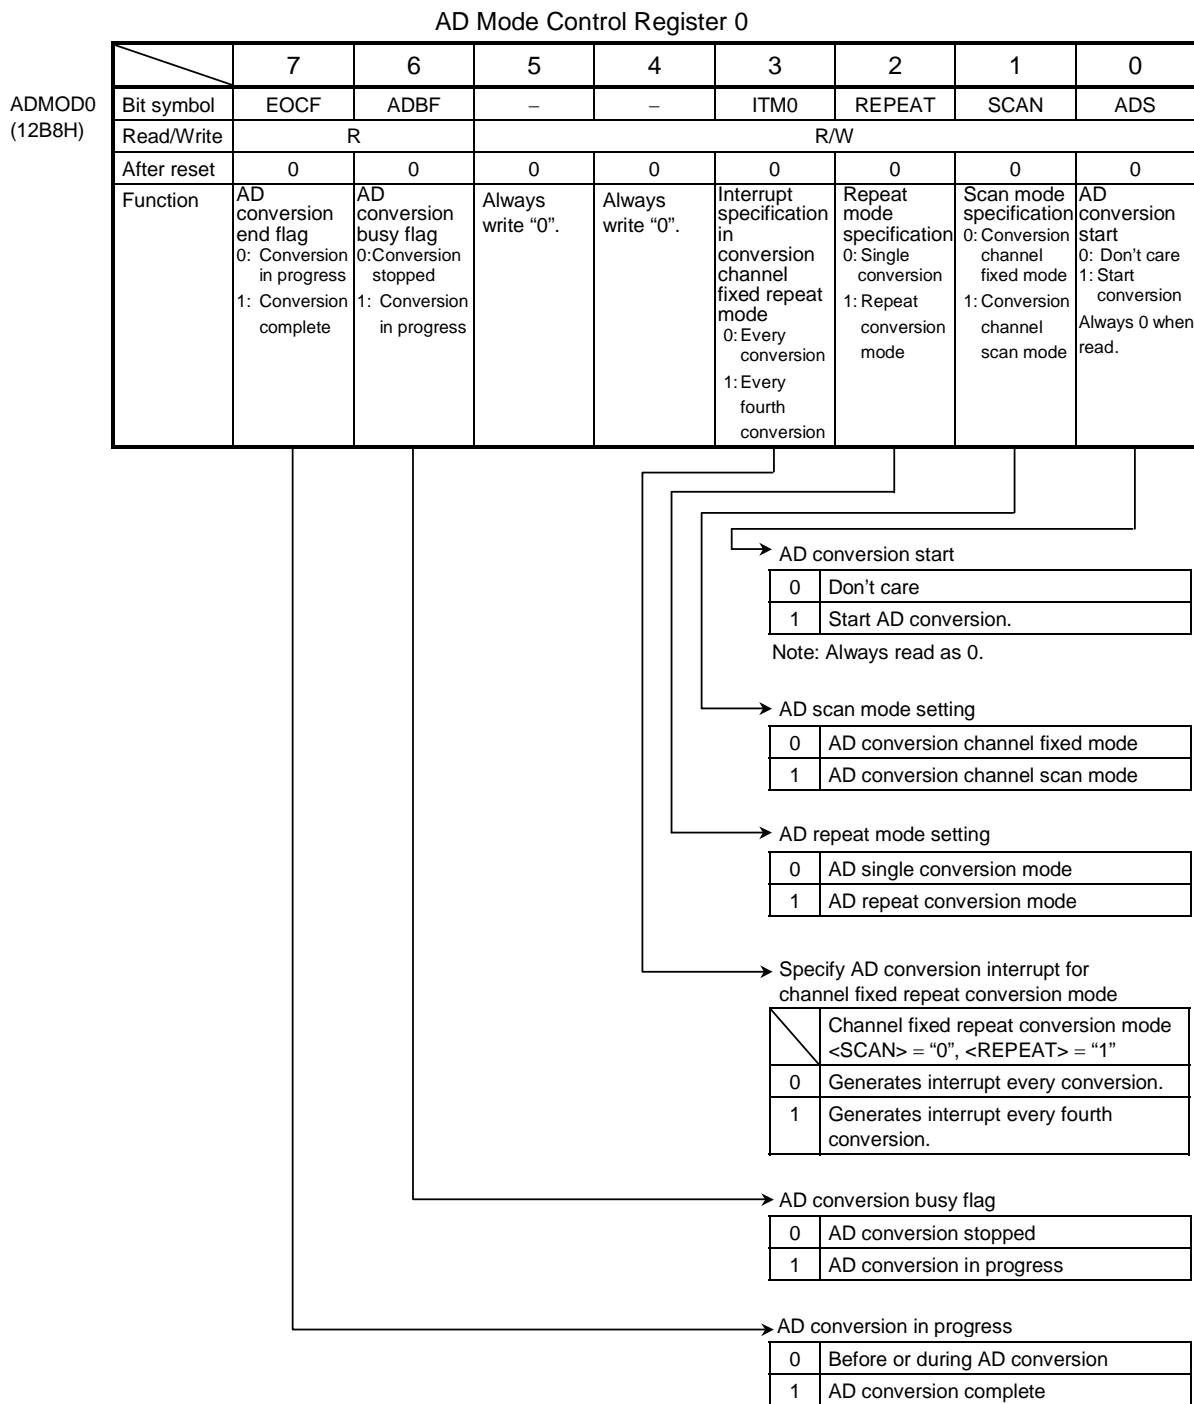 AD Mode Control Register 0
7 6 5 4 3 2 1 0
ADMOD0
(12B8H)
Bit symbol EOCF ADBF – – ITM0 REPEAT SCAN ADS
Read/Write R R/W
After reset 0 0 0 0 0 0 0 0
Function
AD
conversion
end flag
0: Conversion
in progress
1: Conversion
complete
AD
conversion
busy flag
0:Conversion
stopped
1: Conversion
in progress
Always
write “0”.
Always
write “0”.
Interrupt
specification
in
conversion
channel
fixed repeat
mode
0: Every
conversion
1: Every
fourth
conversion
Repeat
mode
specification
0: Single
conversion
1: Repeat
conversion
mode
Scan mode
specification
0: Conversion
channel
fixed mode
1: Conversion
channel
scan mode
AD
conversion
start
0: Don’t care
1: Start
conversion
Always 0 when
read.
AD conversion start
0 Don’t care
1 Start AD conversion.
Note: Always read as 0.
AD scan mode setting
0 AD conversion channel fixed mode
1 AD conversion channel scan mode
AD repeat mode setting
0 AD single conversion mode
1 AD repeat conversion mode
Specify AD conversion interrupt for
channel fixed repeat conversion mode
Channel fixed repeat conversion mode
<SCAN> = “0”, <REPEAT> = “1”
0 Generates interrupt every conversion.
1 Generates interrupt every fourth
conversion.
AD conversion busy flag
0 AD conversion stopped
1 AD conversion in progress
AD conversion in progress
0 Before or during AD conversion
1 AD conversion complete